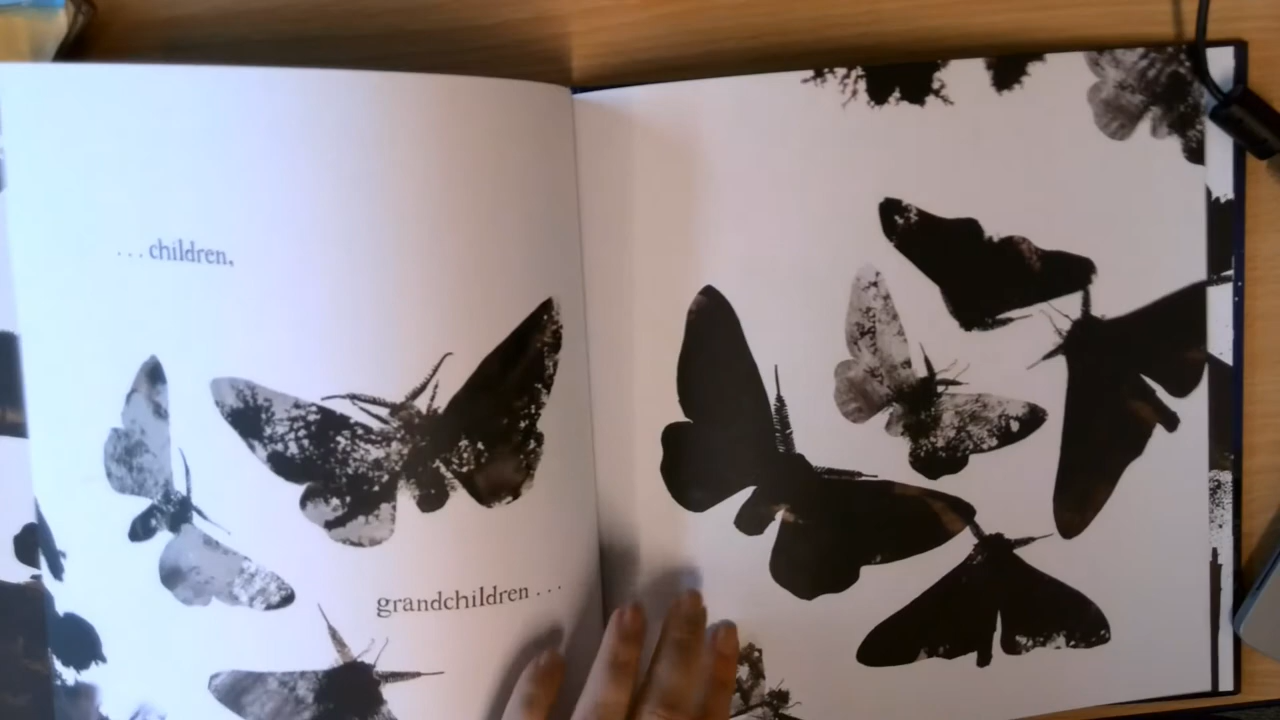 . . . children,
grandchildren . . .